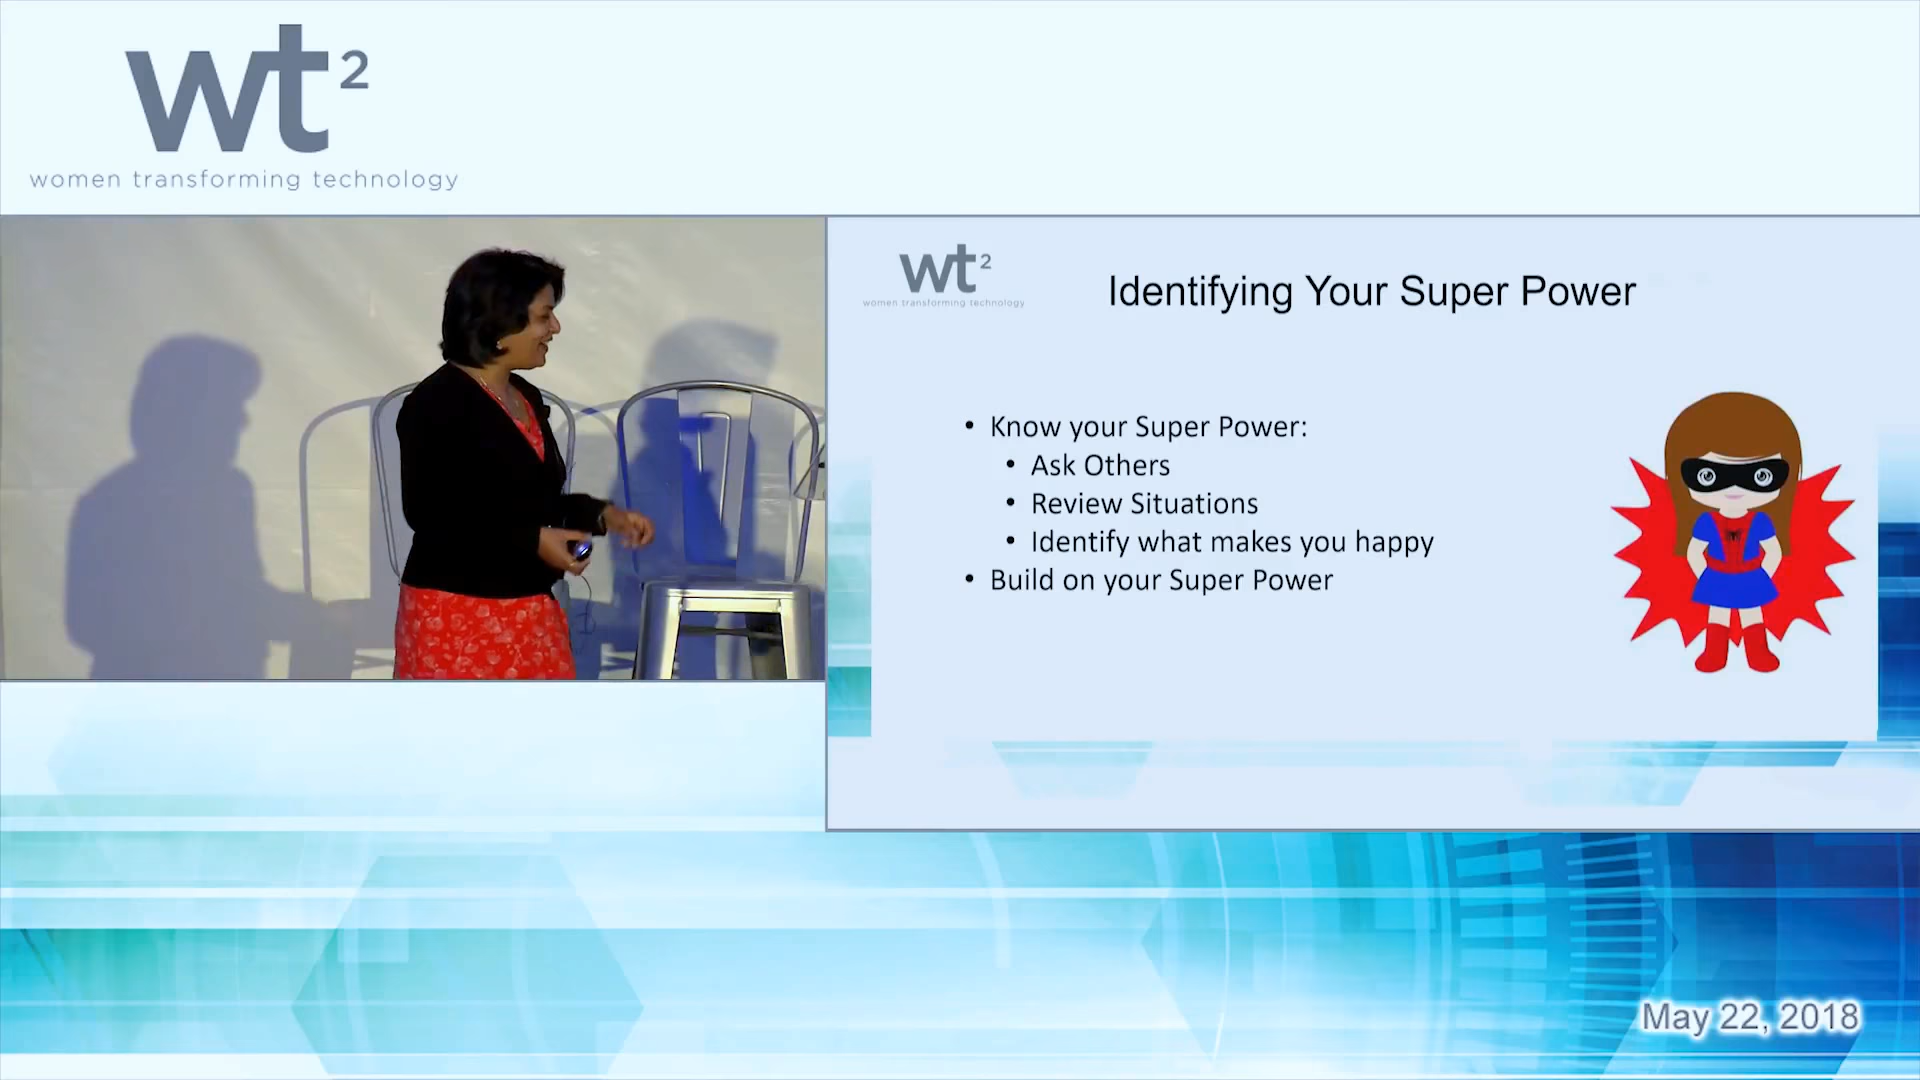 wt2
women transforming technology
wt2
women transforming technology
Identifying Your Super Power
• Know your Super Power:
• Ask Others
• Review Situations
• Identify what makes you happy
• Build on your Super Power
May 22, 2018